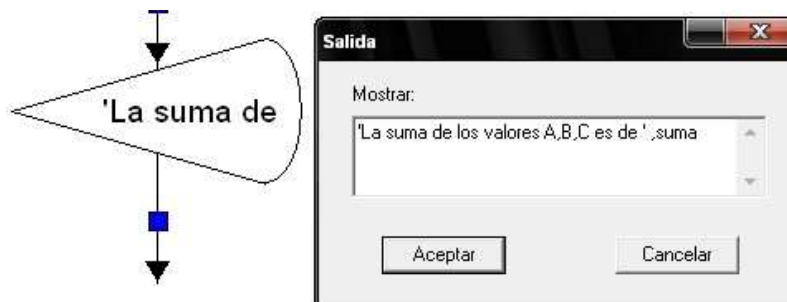 'La suma de
Salida
Mostrar:
'La suma de los valores A,B,C es de ' ,suma
Aceptar
Cancelar